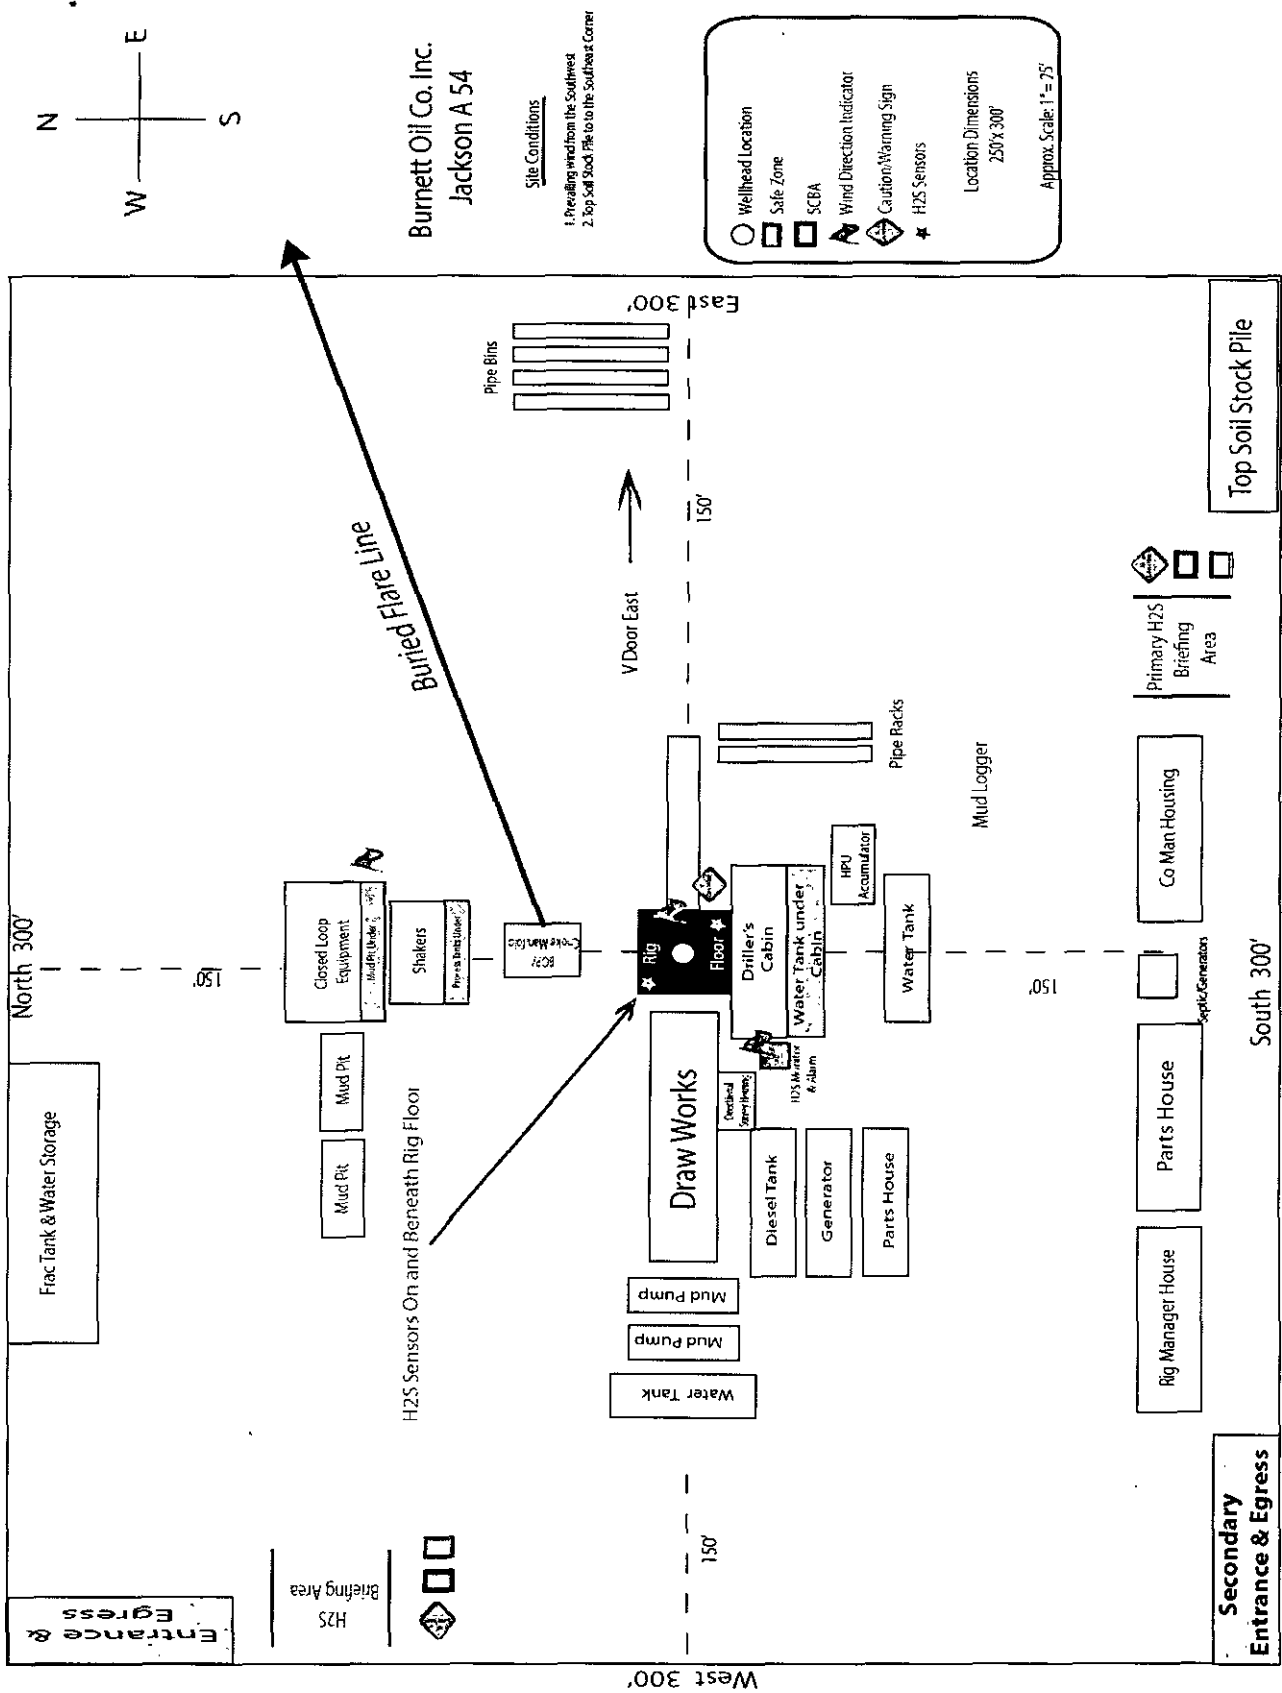 N
W
E
S
Burnett Oil Co. Inc.
Jackson A 54
Site Conditions
1. Prevailing wind from the Southwest
2. Top Soil Stock Pile to to the Southeast Corner
Wellhead Location
Safe Zone
SCBA
Wind Direction Indicator
Caution/Warning Sign
H2S Sensors
Location Dimensions
250'x 300'
Approx. Scale: 1" = 75'
North 300'
150'
Frac Tank & Water Storage
Entrance &
Egress
H2S
Briefing Area
Closed Loop
Equipment
Mud Pit Under
Shakers
Mud Pit
Mud Pit
Choke Manifold
Buried Flare Line
H2S Sensors On and Beneath Rig Floor
Pipe Bins
East 300'
V Door East
150'
Rig
Floor
Draw Works
Mud Pump
Mud Pump
Water Tank
150'
West 300'
Driller's
Cabin
Water Tank under
Cabin
H2S Monitor
& Alarm
Diesel Tank
Generator
Parts House
HPU
Accumulator
Water Tank
Pipe Racks
Mud Logger
150'
Primary H2S
Briefing
Area
Co Man Housing
Septic/Generators
Parts House
Rig Manager House
South 300'
Top Soil Stock Pile
Secondary
Entrance & Egress